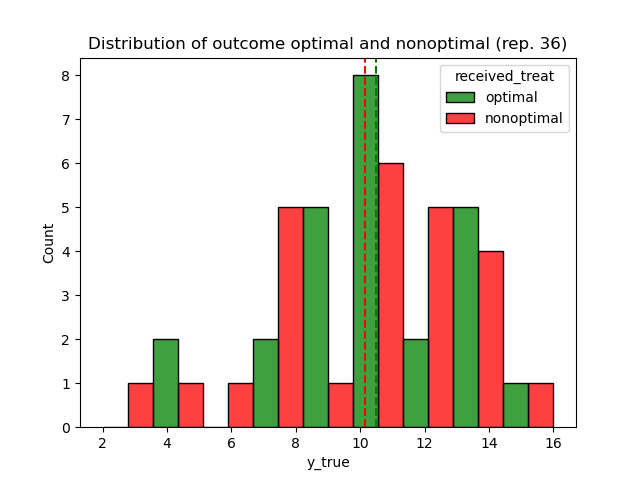 Distribution of outcome optimal and nonoptimal (rep. 36)
received_treat
optimal
nonoptimal
Count
8
7
6
5
4
3
2
1
0
2 4 6 8 10 12 14 16
y_true